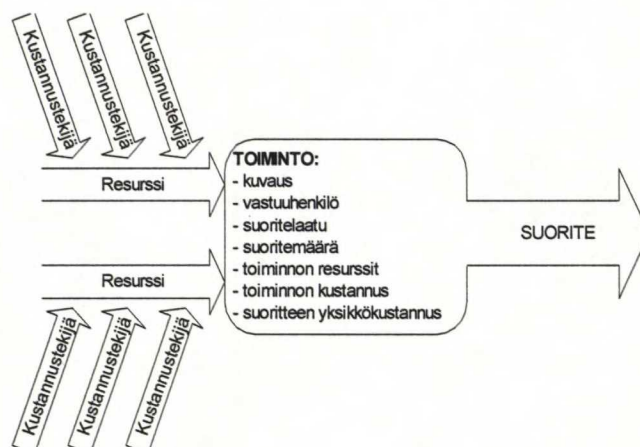 Kustannustekijä
Kustannustekijä
Kustannustekijä
Resurssi
TOIMINTO:
- kuvaus
- vastuuhenkilö
- suoritelaatu
- suoritemäärä
- toiminnon resurssit
- toiminnon kustannus
- suoritteen yksikkökustannus
SUORITE
Resurssi
Kustannustekijä
Kustannustekijä
Kustannustekijä